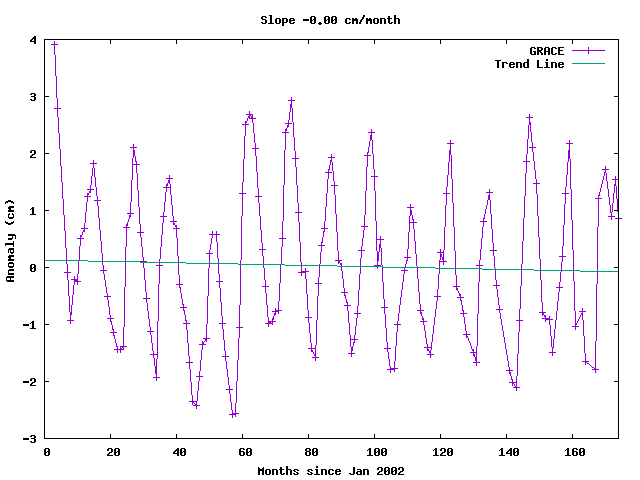 Slope -0.00 cm/month
GRACE
Trend Line
4
3
2
1
0
-1
-2
-3
Anomaly (cm)
0 20 40 60 80 100 120 140 160
Months since Jan 2002